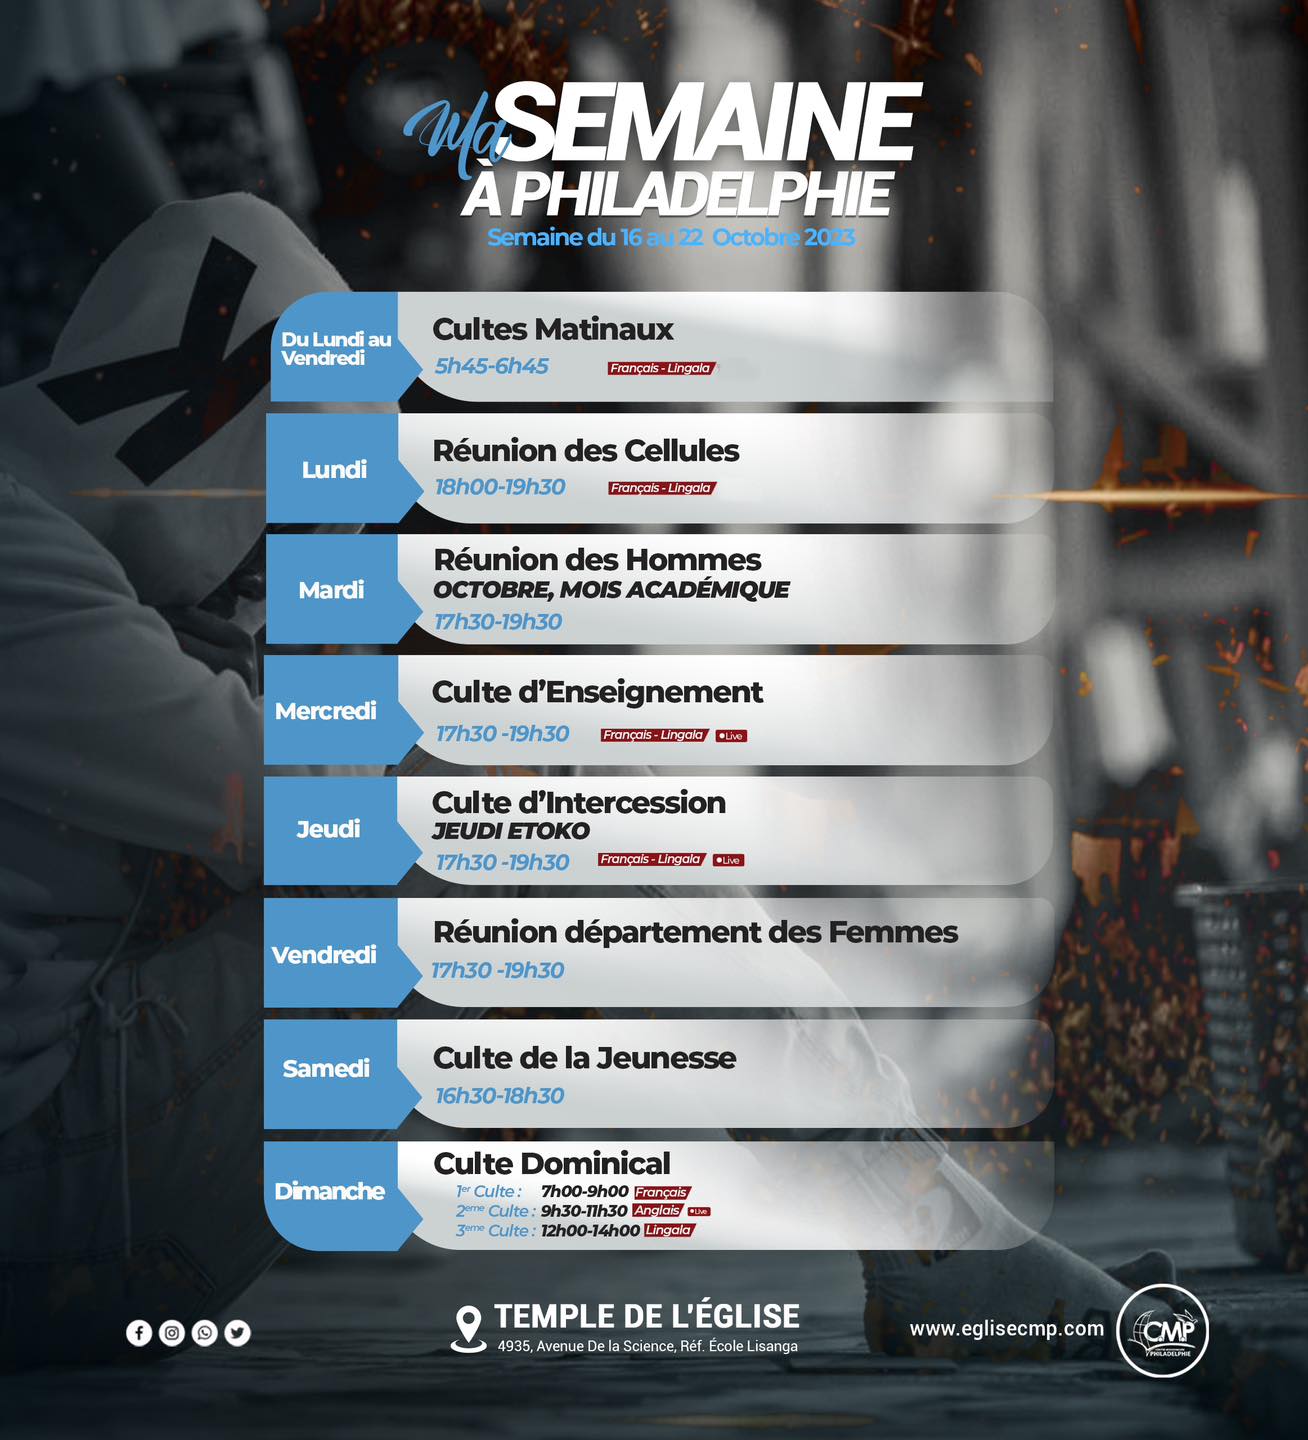 Ma SEMAINE
À PHILADELPHIE
Semaine du 16 au 22 Octobre 2023
Du Lundi au
Vendredi
Cultes Matinaux
5h45-6h45 Français - Lingala
Lundi
Réunion des Cellules
18h00-19h30 Français - Lingala
Mardi
Réunion des Hommes
OCTOBRE, MOIS ACADÉMIQUE
17h30-19h30
Mercredi
Culte d’Enseignement
17h30 -19h30 Français - Lingala Live
Jeudi
Culte d’Intercession
JEUDI ETOKO
17h30 -19h30 Français - Lingala Live
Vendredi
Réunion département des Femmes
17h30 -19h30
Samedi
Culte de la Jeunesse
16h30-18h30
Dimanche
Culte Dominical
1er Culte : 7h00-9h00 Français
2eme Culte : 9h30-11h30 Anglais Live
3eme Culte : 12h00-14h00 Lingala
TEMPLE DE L'ÉGLISE
4935, Avenue De la Science, Réf. École Lisanga
www.eglisecmp.com
C.M.P
PHILADELPHIE